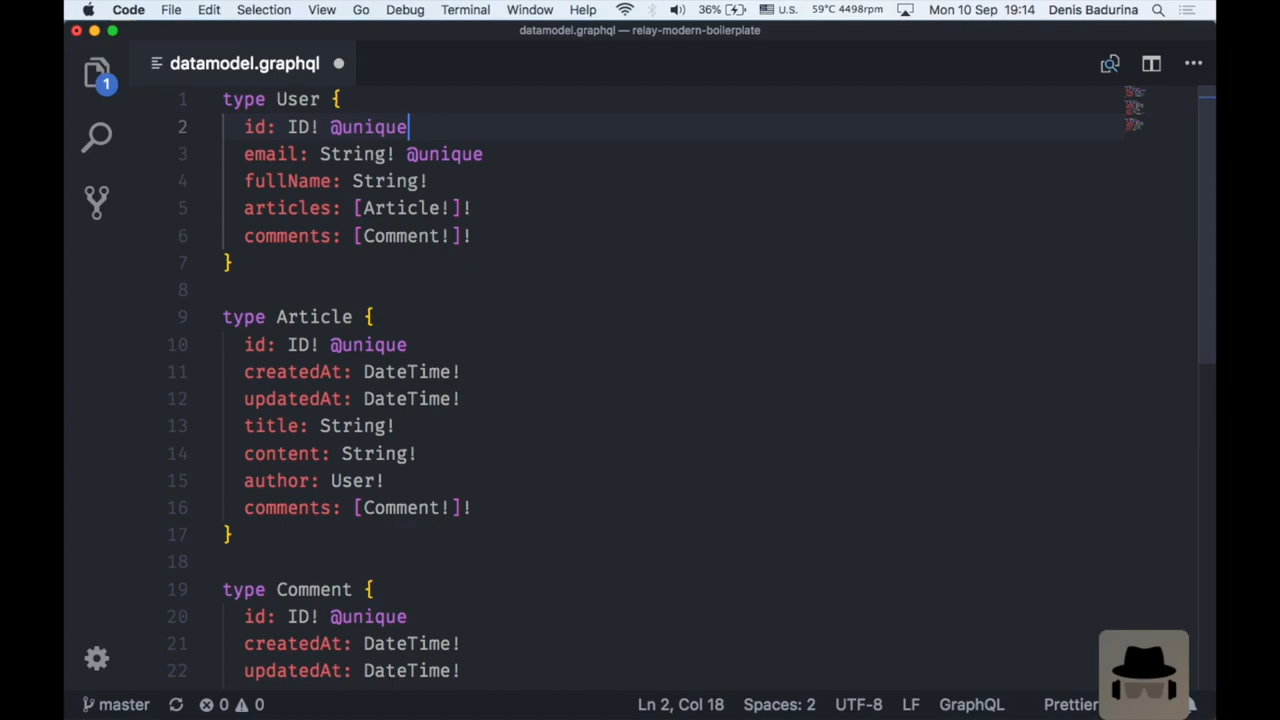 Code File Edit Selection View Go Debug Terminal Window Help 36% U.S. 59°C 4498rpm Mon 10 Sep 19:14 Denis Badurina
datamodel.graphql — relay-modern-boilerplate
datamodel.graphql
1
1 type User {
2 id: ID! @unique
3 email: String! @unique
4 fullName: String!
5 articles: [Article!]!
6 comments: [Comment!]!
7 }
8
9 type Article {
10 id: ID! @unique
11 createdAt: DateTime!
12 updatedAt: DateTime!
13 title: String!
14 content: String!
15 author: User!
16 comments: [Comment!]!
17 }
18
19 type Comment {
20 id: ID! @unique
21 createdAt: DateTime!
22 updatedAt: DateTime!
master 0 0 Ln 2, Col 18 Spaces: 2 UTF-8 LF GraphQL Prettier